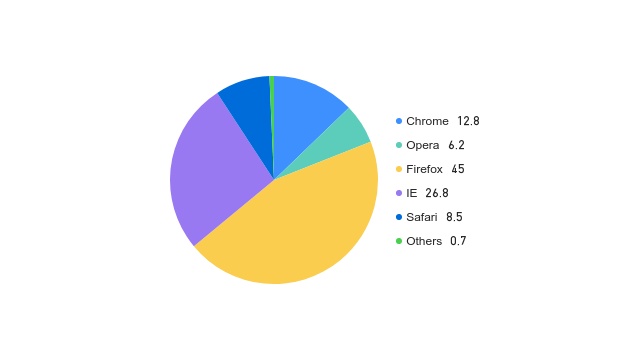 Chrome 12.8
Opera 6.2
Firefox 45
IE 26.8
Safari 8.5
Others 0.7